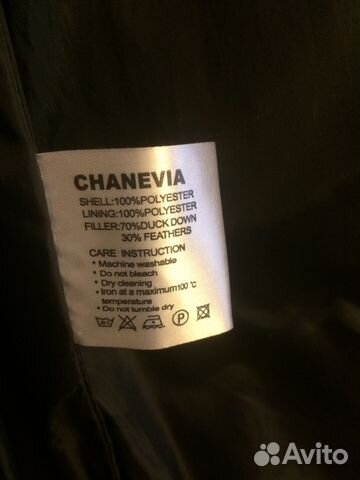 CHANEVIA
SHELL:100%POLYESTER
LINING:100%POLYESTER
FILLER:70%DUCK DOWN
30% FEATHERS
CARE INSTRUCTION
• Machine washable
• Do not bleach
• Dry cleaning
• Iron at a maximum100 ℃
temperature
• Do not tumble dry
P
Avito